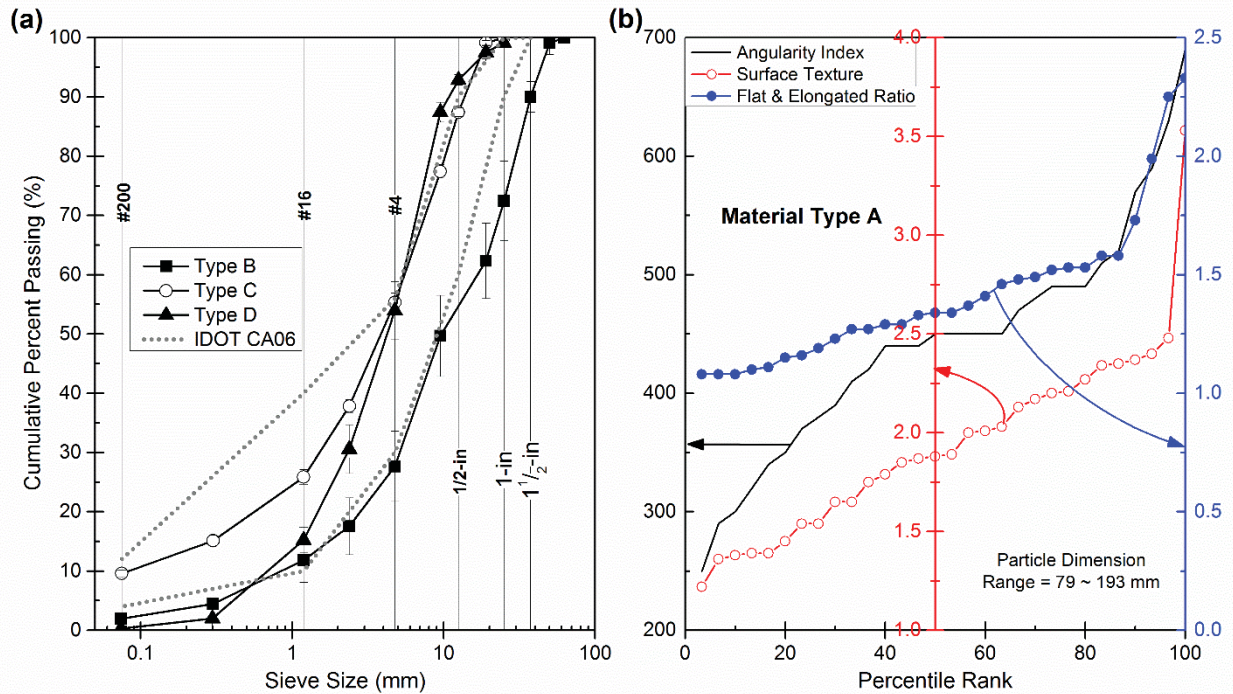 (a)
100
90
80
70
60
50
40
30
20
10
0
Cumulative Percent Passing (%)
#200
#16
#4
1/2-in
1-in
1 1/2-in
Type B
Type C
Type D
IDOT CA06
0.1
1
10
100
Sieve Size (mm)
(b)
700
600
500
400
300
250
200
Angularity Index
Surface Texture
Flat & Elongated Ratio
Material Type A
4.0
3.5
3.0
2.5
2.0
1.5
1.0
2.5
2.0
1.5
1.0
0.5
0.0
Particle Dimension
Range = 79 ~ 193 mm
0
20
40
60
80
100
Percentile Rank